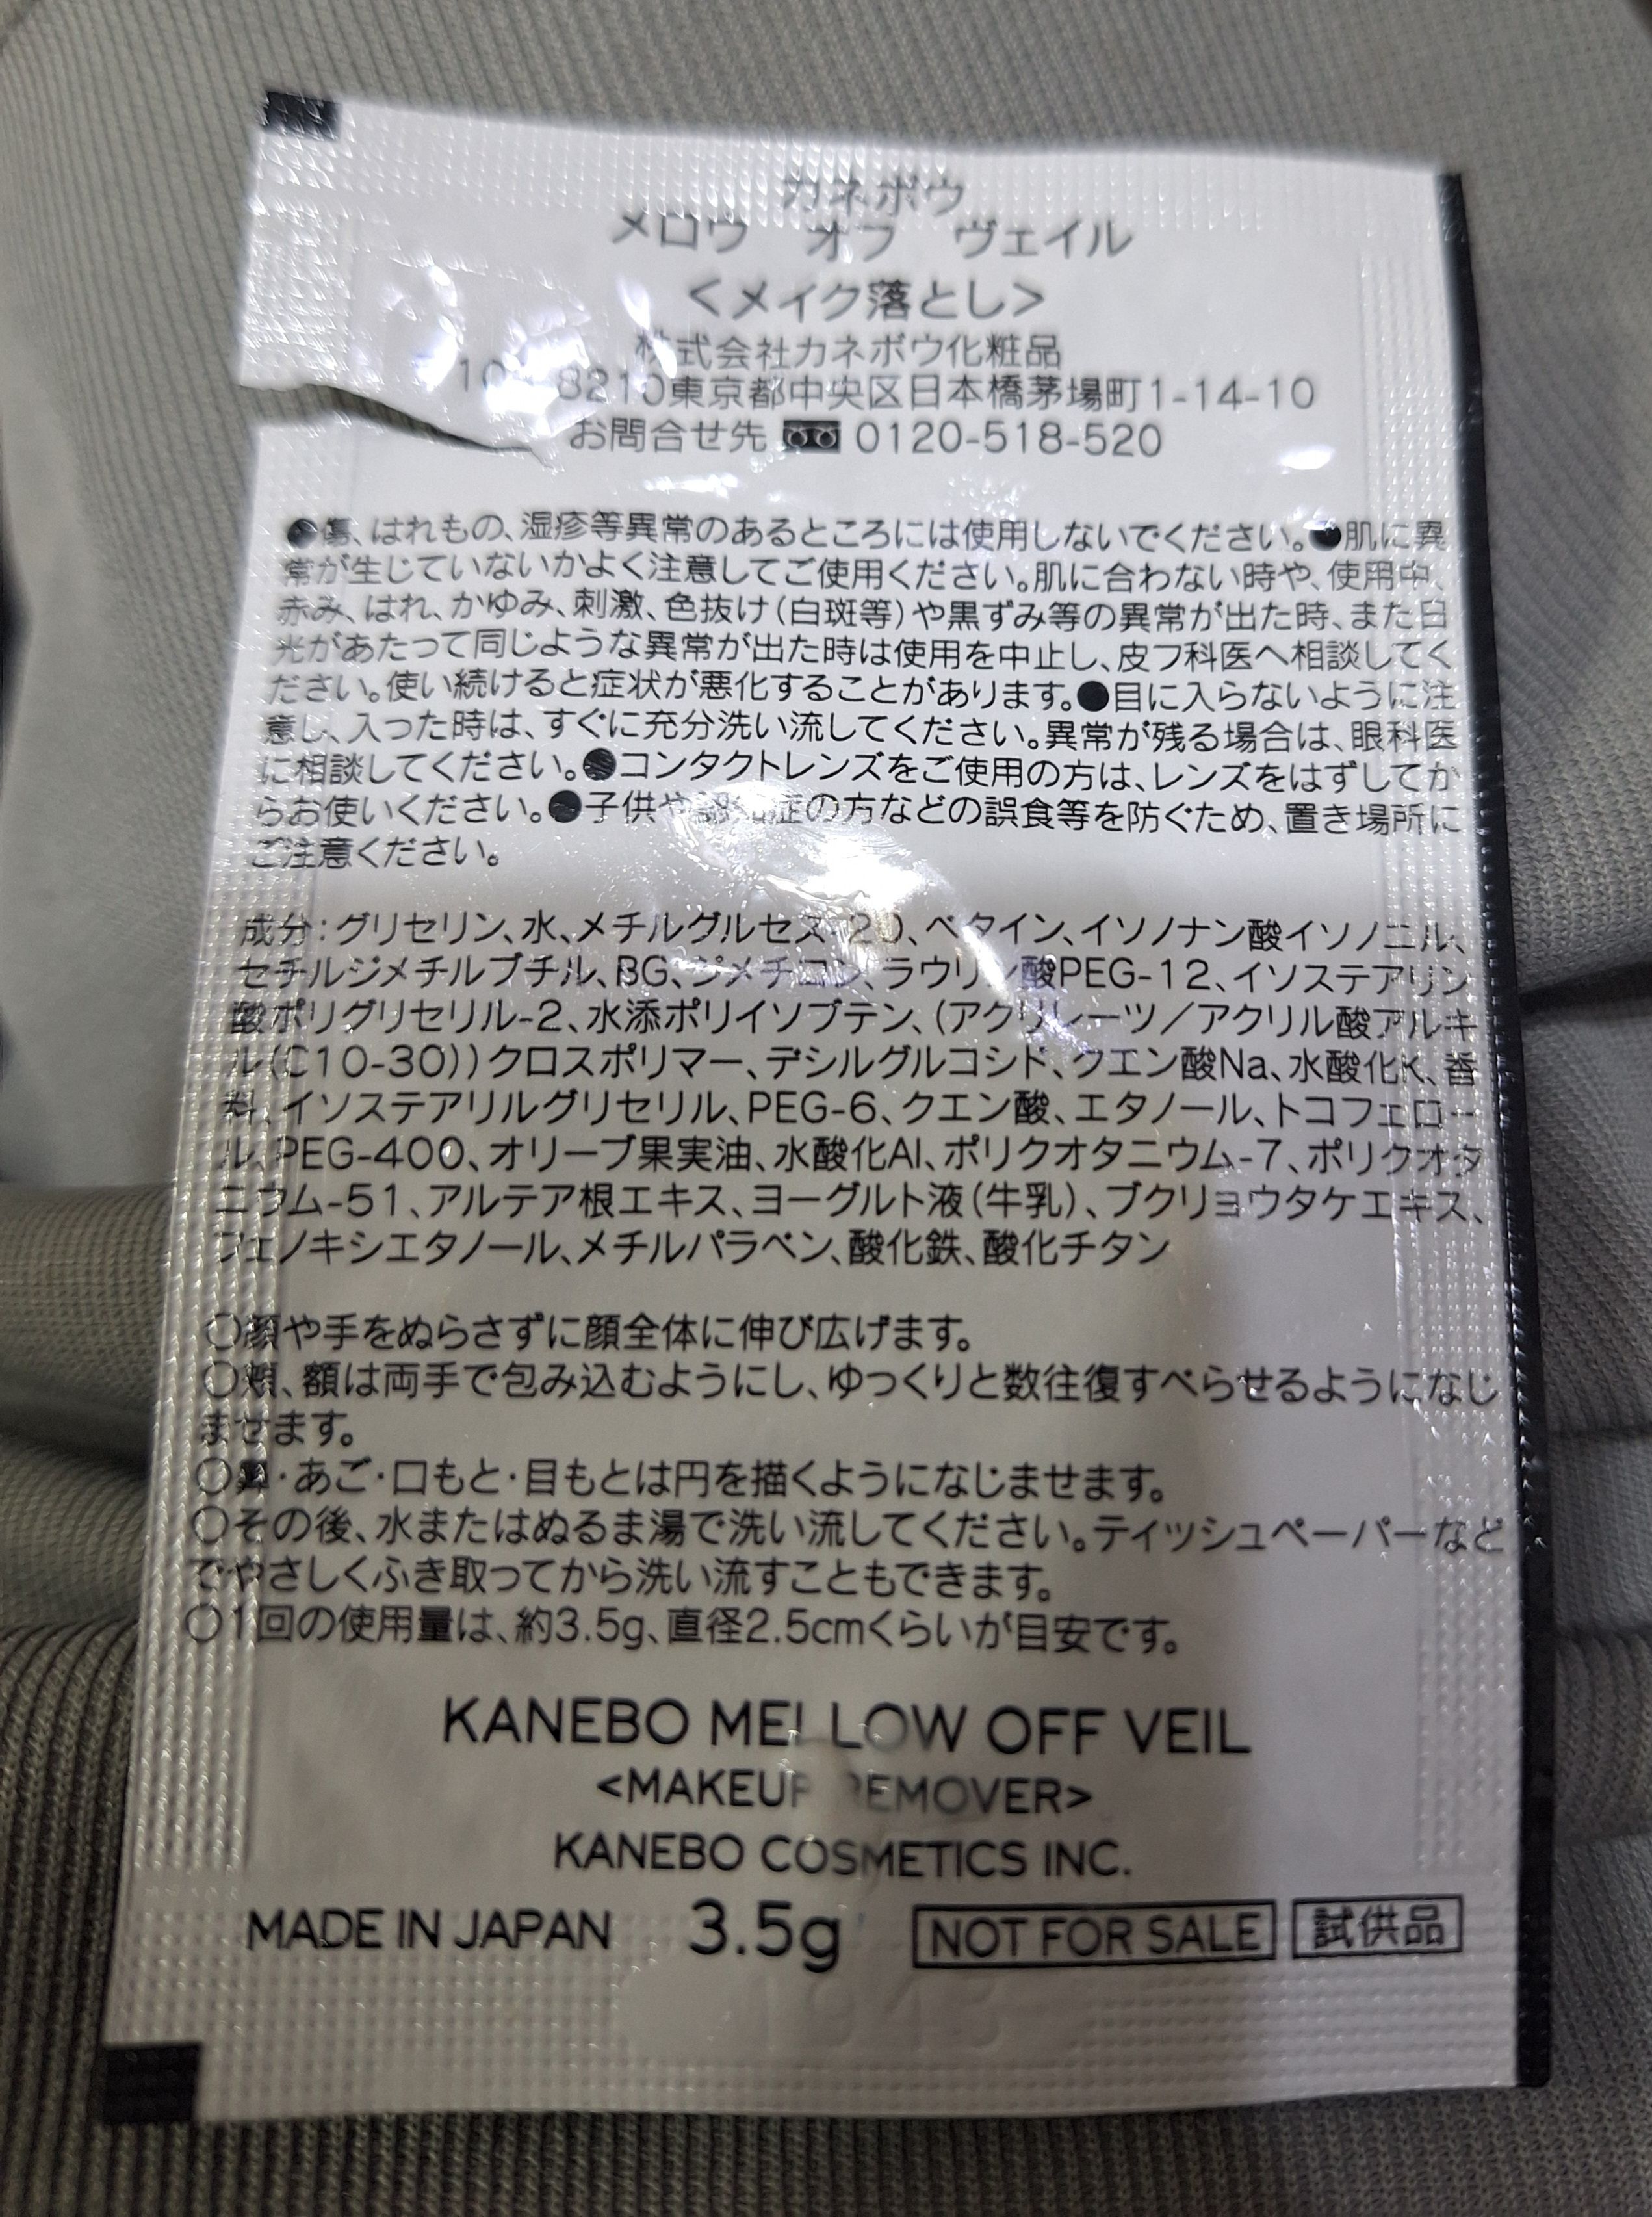 カネボウ
メロウ オフ ヴェイル
<メイク落とし>
株式会社カネボウ化粧品
8210東京都中央区日本橋茅場町1-14-10
お問合せ先 0120-518-520
●傷、はれもの、湿疹等異常のあるところには使用しないでください。●肌に異
常が生じていないかよく注意してご使用ください。肌に合わない時や、使用中、
赤み、はれ、かゆみ、刺激、色抜け(白斑等)や黒ずみ等の異常が出た時、また日
光があたって同じような異常が出た時は使用を中止し、皮フ科医へ相談してく
ださい。使い続けると症状が悪化することがあります。●目に入らないように注
意し、入った時は、すぐに充分洗い流してください。異常が残る場合は、眼科医
に相談してください。●コンタクトレンズをご使用の方は、レンズをはずしてか
らお使いください。●子供や認知症の方などの誤食等を防ぐため、置き場所に
ご注意ください。
成分:グリセリン、水、メチルグルセス-20、ベタイン、イソノナン酸イソノニル、
セチルジメチルブチル、BG、ジメチコン、ラウリン酸PEG-12、イソステアリン
酸ポリグリセリル-2、水添ポリイソブテン、(アクリレーツ/アクリル酸アルキ
ル(C10-30))クロスポリマー、デシルグルコシド、クエン酸Na、水酸化K、香
料、イソステアリルグリセリル、PEG-6、クエン酸、エタノール、トコフェロー
ル、PEG-400、オリーブ果実油、水酸化Al、ポリクオタニウム-7、ポリクオタ
ニウム-51、アルテア根エキス、ヨーグルト液(牛乳)、ブクリョウタケエキス、
フェノキシエタノール、メチルパラベン、酸化鉄、酸化チタン
○顔や手をぬらさずに顔全体に伸び広げます。
○頬、額は両手で包み込むようにし、ゆっくりと数往復すべらせるようになじ
ませます。
○鼻・あご・口もと・目もとは円を描くようになじませます。
○その後、水またはぬるま湯で洗い流してください。ティッシュペーパーなど
でやさしくふき取ってから洗い流すこともできます。
○1回の使用量は、約3.5g、直径2.5cmくらいが目安です。
KANEBO MELLOW OFF VEIL
<MAKEUP REMOVER>
KANEBO COSMETICS INC.
MADE IN JAPAN 3.5g NOT FOR SALE 試供品